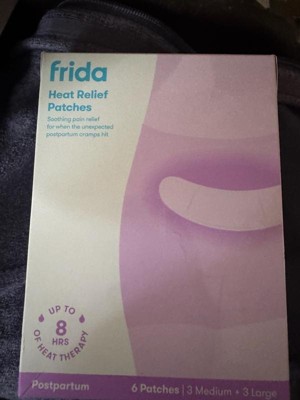 frida
Heat Relief
Patches
Soothing pain relief
for when the unexpected
postpartum cramps hit
UP TO
8
HRS
OF HEAT THERAPY
Postpartum
6 Patches | 3 Medium + 3 Large